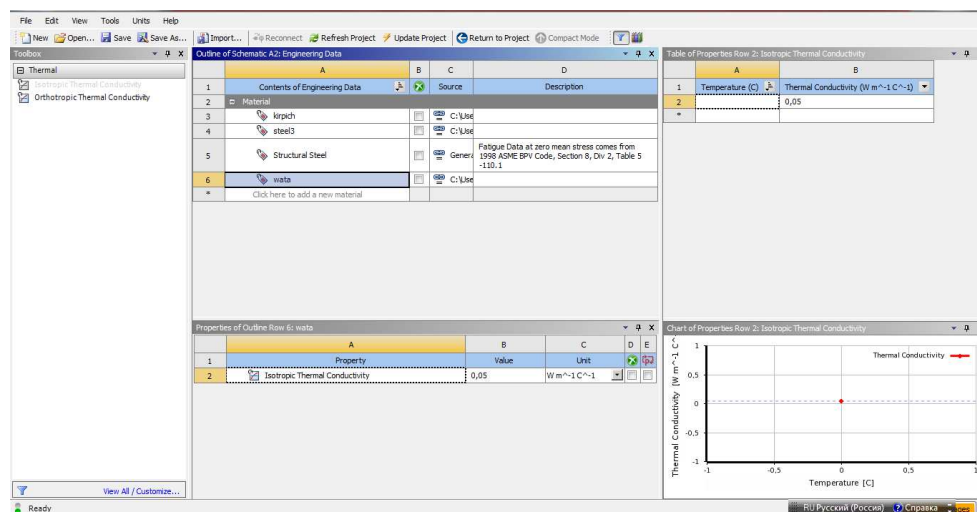 File Edit View Tools Units Help
New Open... Save Save As... Import... Reconnect Refresh Project Update Project Return to Project Compact Mode
Toolbox
Thermal
Isotropic Thermal Conductivity
Orthotropic Thermal Conductivity
View All / Customize...
Outline of Schematic A2: Engineering Data
A B C D
1 Contents of Engineering Data Source Description
2 Material
3 kirpich C:\Use
4 steel3 C:\Use
5 Structural Steel Genera Fatigue Data at zero mean stress comes from
1998 ASME BPV Code, Section 8, Div 2, Table 5
-110.1
6 wata C:\Use
* Click here to add a new material
Properties of Outline Row 6: wata
A B C D E
1 Property Value Unit
2 Isotropic Thermal Conductivity 0,05 W m^-1 C^-1
Table of Properties Row 2: Isotropic Thermal Conductivity
A B
1 Temperature (C) Thermal Conductivity (W m^-1 C^-1)
2 0,05
*
Chart of Properties Row 2: Isotropic Thermal Conductivity
Thermal Conductivity [W m^-1 C^
1
0,5
0
-0,5
-1
Thermal Conductivity
-1 -0,5 0 0,5 1
Temperature [C]
Ready
RU Русский (Россия) Справка